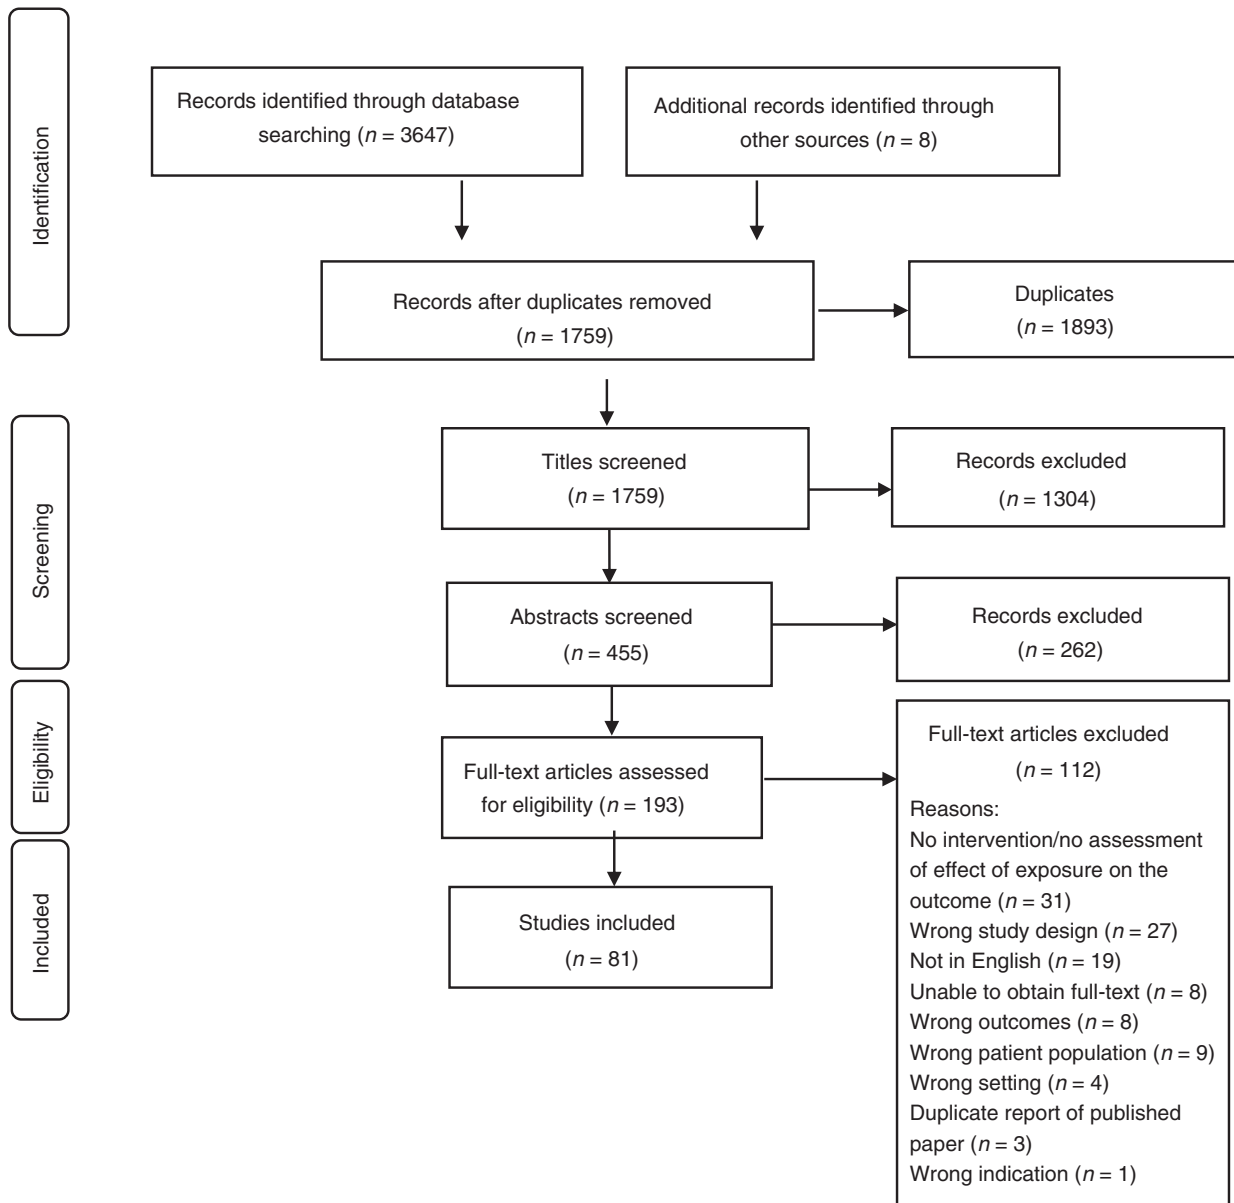 Identification
Records identified through database
searching (n = 3647)
Additional records identified through
other sources (n = 8)
Records after duplicates removed
(n = 1759)
Duplicates
(n = 1893)
Screening
Titles screened
(n = 1759)
Records excluded
(n = 1304)
Abstracts screened
(n = 455)
Records excluded
(n = 262)
Eligibility
Full-text articles assessed
for eligibility (n = 193)
Full-text articles excluded
(n = 112)
Reasons:
No intervention/no assessment
of effect of exposure on the
outcome (n = 31)
Wrong study design (n = 27)
Not in English (n = 19)
Unable to obtain full-text (n = 8)
Wrong outcomes (n = 8)
Wrong patient population (n = 9)
Wrong setting (n = 4)
Duplicate report of published
paper (n = 3)
Wrong indication (n = 1)
Included
Studies included
(n = 81)